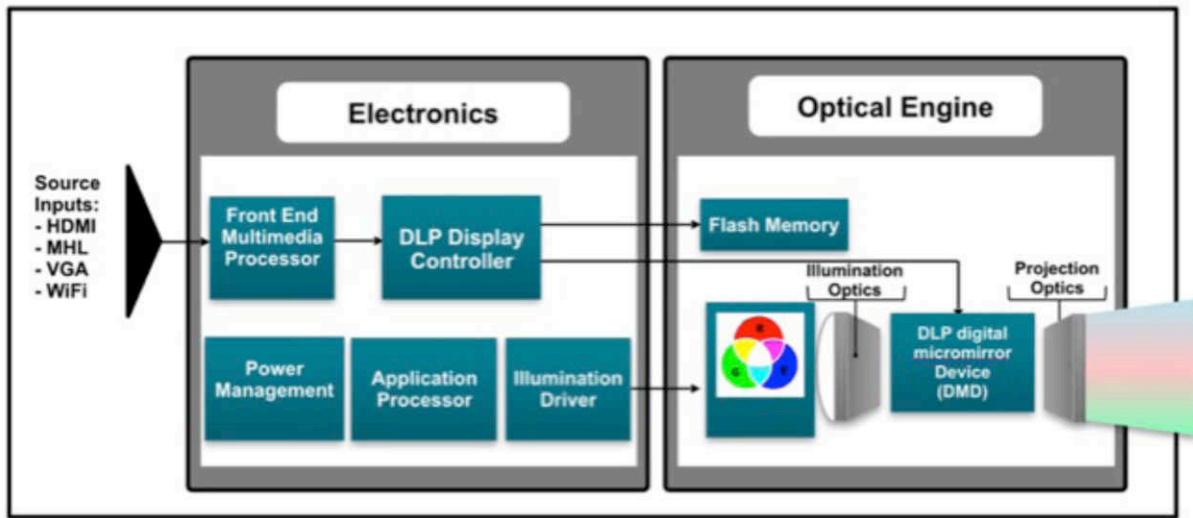 Electronics
Optical Engine
Source
Inputs:
- HDMI
- MHL
- VGA
- WiFi
Front End
Multimedia
Processor
DLP Display
Controller
Flash Memory
Illumination
Optics
Projection
Optics
Power
Management
Application
Processor
Illumination
Driver
R
G
DLP digital
micromirror
Device
(DMD)